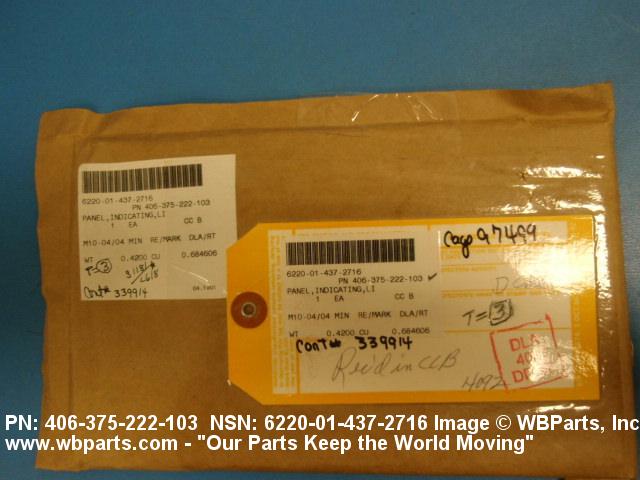 6220-01-437-2716
PN 406-375-222-103
PANEL,INDICATING,LI
1 EA CC B
M10-04/04 MIN RE/MARK DLA/RT
WT 0.4200 CU 0.684606
T=3
Cont# 339914
Cage 97499
6220-01-437-2716
PN 406-375-222-103 ✓
PANEL,INDICATING,LI
1 EA CC B
M10-04/04 MIN RE/MARK DLA/RT
WT 0.4200 CU 0.684606
Cont# 339914
T=3
Rec'd in CCB
4092
DLA
PN: 406-375-222-103 NSN: 6220-01-437-2716 Image © WBParts, Inc
www.wbparts.com - "Our Parts Keep the World Moving"